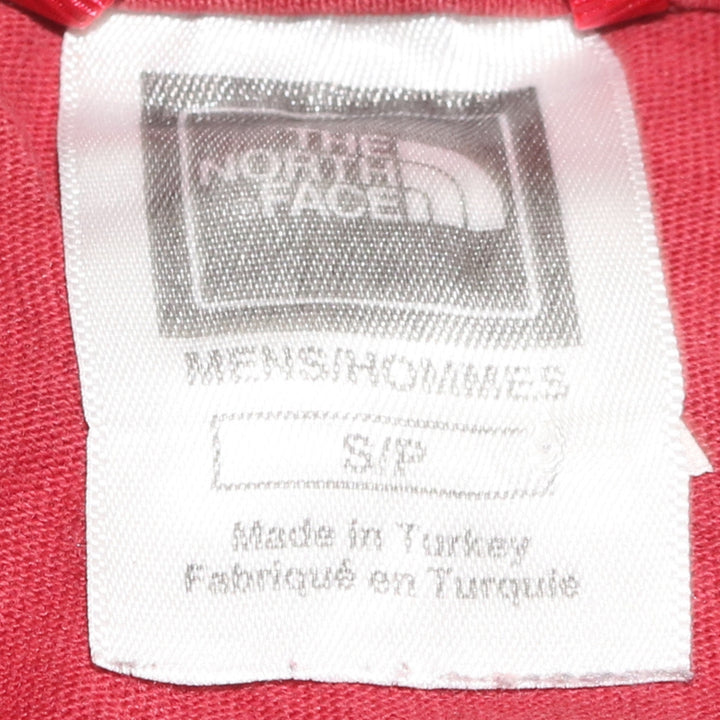 THE
NORTH
FACE
MENS/HOMMES
S/P
Made in Turkey
Fabriqué en Turquie